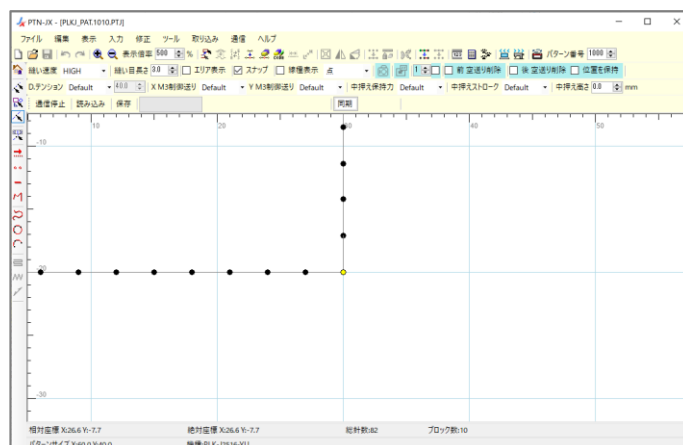 PTN-JX - [PLKJ_PAT.1010.PTJ]
ファイル 編集 表示 入力 修正 ツール 取り込み 通信 ヘルプ
表示倍率 500 % パターン番号 1000
縫い速度 HIGH 縫い目長さ 3.0 エリア表示 スナップ 線種表示 点 1 前 空送り削除 後 空送り削除 位置を保持
D.テンション Default 40.0 X M3制御送り Default Y M3制御送り Default 中押え保持力 Default 中押えストローク Default 中押え高さ 0.0 mm
通信停止 読み込み 保存 同期
10 20 30 40 50
-10
-20
-30
相対座標 X:26.6 Y:-7.7 絶対座標 X:26.6 Y:-7.7 総針数:82 ブロック数:10
パターンサイズ X:60.0 Y:40.0